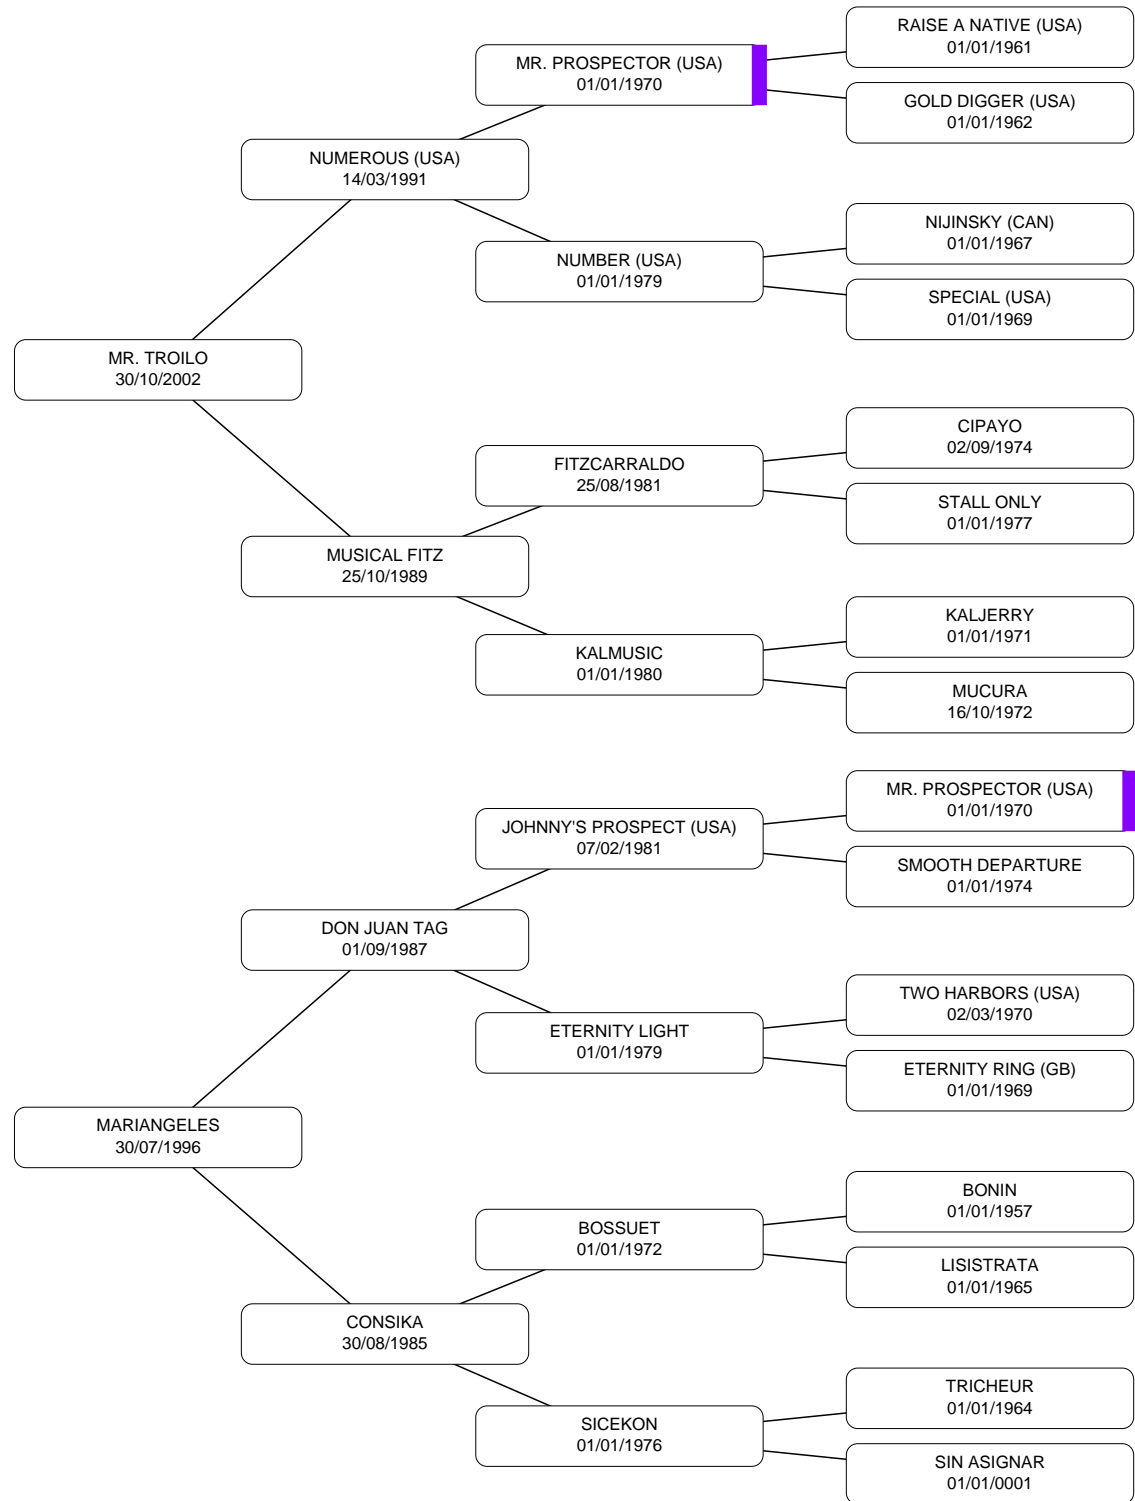 RAISE A NATIVE (USA)
01/01/1961
MR. PROSPECTOR (USA)
01/01/1970
GOLD DIGGER (USA)
01/01/1962
NUMEROUS (USA)
14/03/1991
NIJINSKY (CAN)
01/01/1967
NUMBER (USA)
01/01/1979
SPECIAL (USA)
01/01/1969
MR. TROILO
30/10/2002
CIPAYO
02/09/1974
FITZCARRALDO
25/08/1981
STALL ONLY
01/01/1977
MUSICAL FITZ
25/10/1989
KALJERRY
01/01/1971
KALMUSIC
01/01/1980
MUCURA
16/10/1972
MR. PROSPECTOR (USA)
01/01/1970
JOHNNY'S PROSPECT (USA)
07/02/1981
SMOOTH DEPARTURE
01/01/1974
DON JUAN TAG
01/09/1987
TWO HARBORS (USA)
02/03/1970
ETERNITY LIGHT
01/01/1979
ETERNITY RING (GB)
01/01/1969
MARIANGELES
30/07/1996
BONIN
01/01/1957
BOSSUET
01/01/1972
LISISTRATA
01/01/1965
CONSIKA
30/08/1985
TRICHEUR
01/01/1964
SICEKON
01/01/1976
SIN ASIGNAR
01/01/0001